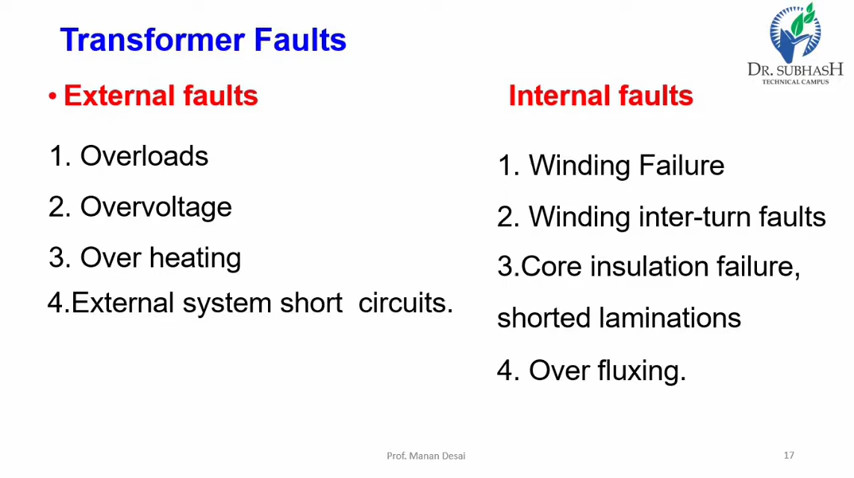 Transformer Faults
DR. SUBHASH
TECHNICAL CAMPUS
• External faults
1. Overloads
2. Overvoltage
3. Over heating
4.External system short circuits.
Internal faults
1. Winding Failure
2. Winding inter-turn faults
3.Core insulation failure,
shorted laminations
4. Over fluxing.
Prof. Manan Desai
17